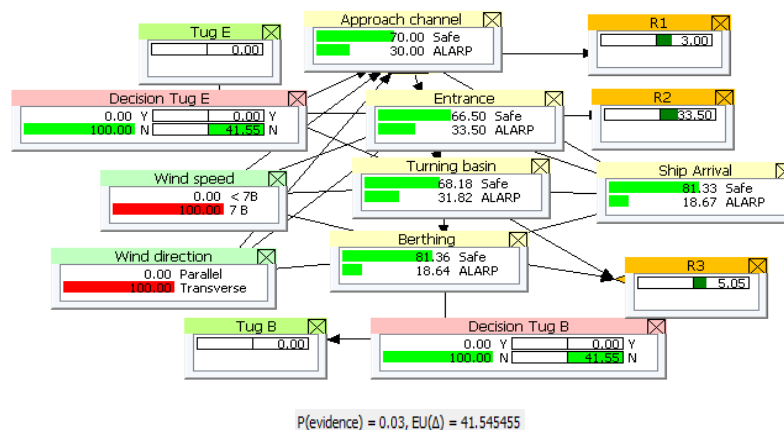 Approach channel
70.00 Safe
30.00 ALARP
R1
3.00
Tug E
0.00
Decision Tug E
0.00 Y 0.00 Y
100.00 N 41.55 N
Entrance
66.50 Safe
33.50 ALARP
R2
33.50
Wind speed
0.00 < 7B
100.00 7 B
Turning basin
68.18 Safe
31.82 ALARP
Ship Arrival
81.33 Safe
18.67 ALARP
Wind direction
0.00 Parallel
100.00 Transverse
Berthing
81.36 Safe
18.64 ALARP
R3
5.05
Tug B
0.00
Decision Tug B
0.00 Y 0.00 Y
100.00 N 41.55 N
P(evidence) = 0.03, EU(Δ) = 41.545455